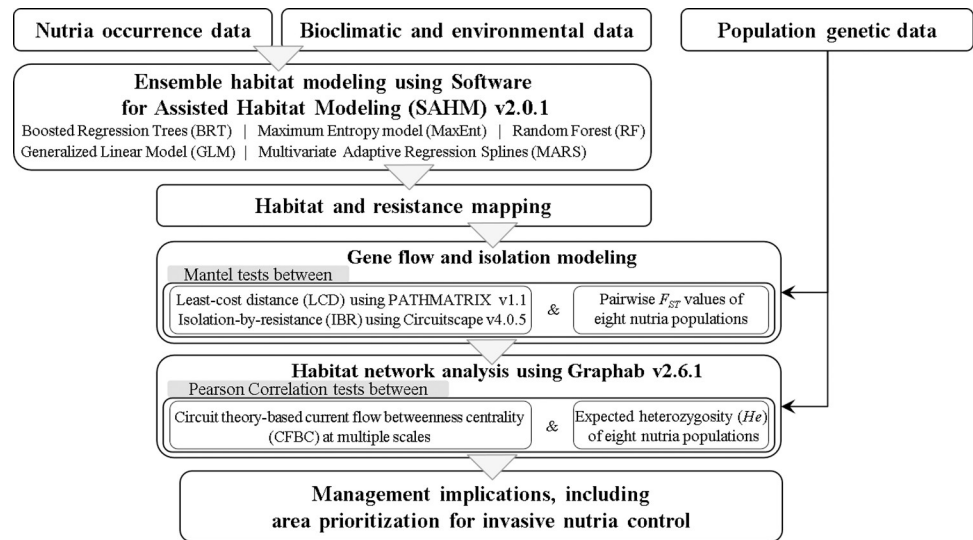 Nutria occurrence data
Bioclimatic and environmental data
Population genetic data
Ensemble habitat modeling using Software
for Assisted Habitat Modeling (SAHM) v2.0.1
Boosted Regression Trees (BRT) | Maximum Entropy model (MaxEnt) | Random Forest (RF)
Generalized Linear Model (GLM) | Multivariate Adaptive Regression Splines (MARS)
Habitat and resistance mapping
Gene flow and isolation modeling
Mantel tests between
Least-cost distance (LCD) using PATHMATRIX v1.1
Isolation-by-resistance (IBR) using Circuitscape v4.0.5
&
Pairwise FST values of
eight nutria populations
Habitat network analysis using Graphab v2.6.1
Pearson Correlation tests between
Circuit theory-based current flow betweenness centrality
(CFBC) at multiple scales
&
Expected heterozygosity (He)
of eight nutria populations
Management implications, including
area prioritization for invasive nutria control